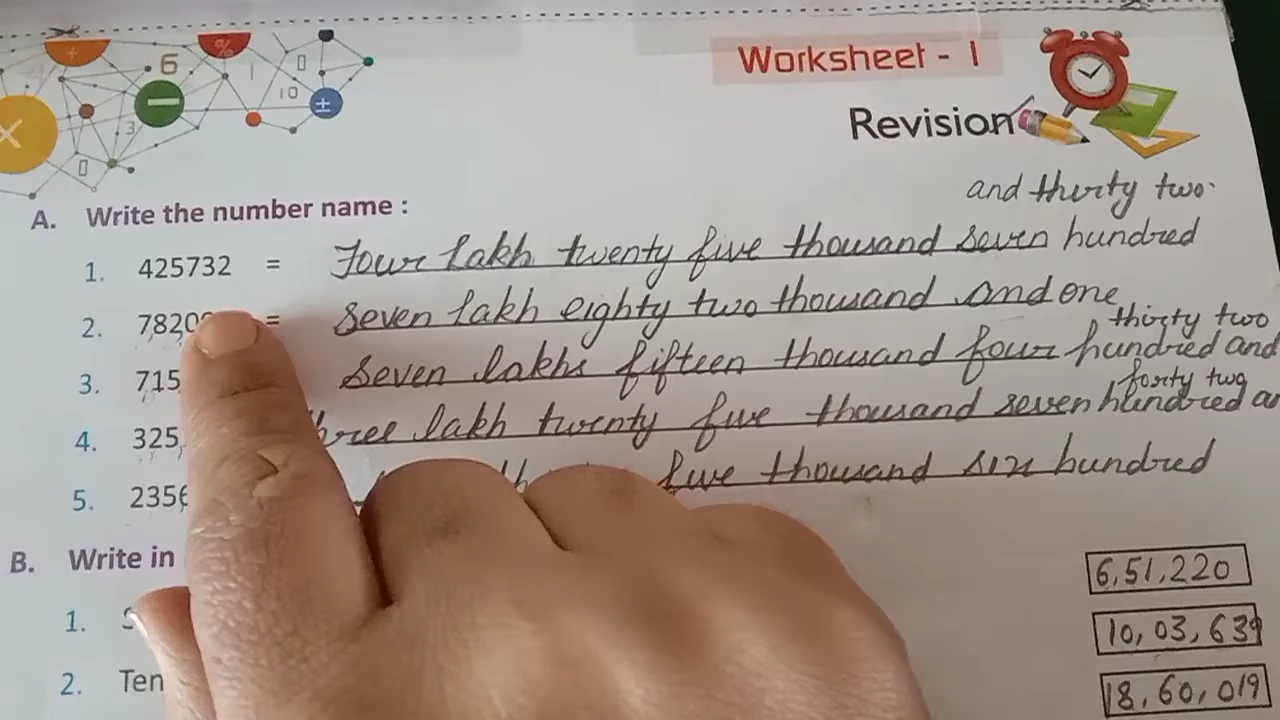 6
3
10
Worksheet - 1
Revision
A. Write the number name :
and thirty two.
1. 425732 = Four lakh twenty five thousand seven hundred
2. 7820 = Seven lakh eighty two thousand and one
thirty two
3. 715 Seven lakhs fifteen thousand four hundred and
forty two
4. 325, hree lakh twenty five thousand seven hundred
5. 2356 five thousand six hundred
B. Write in
6,51,220
1.
10,03,639
2. Ten
18,60,019